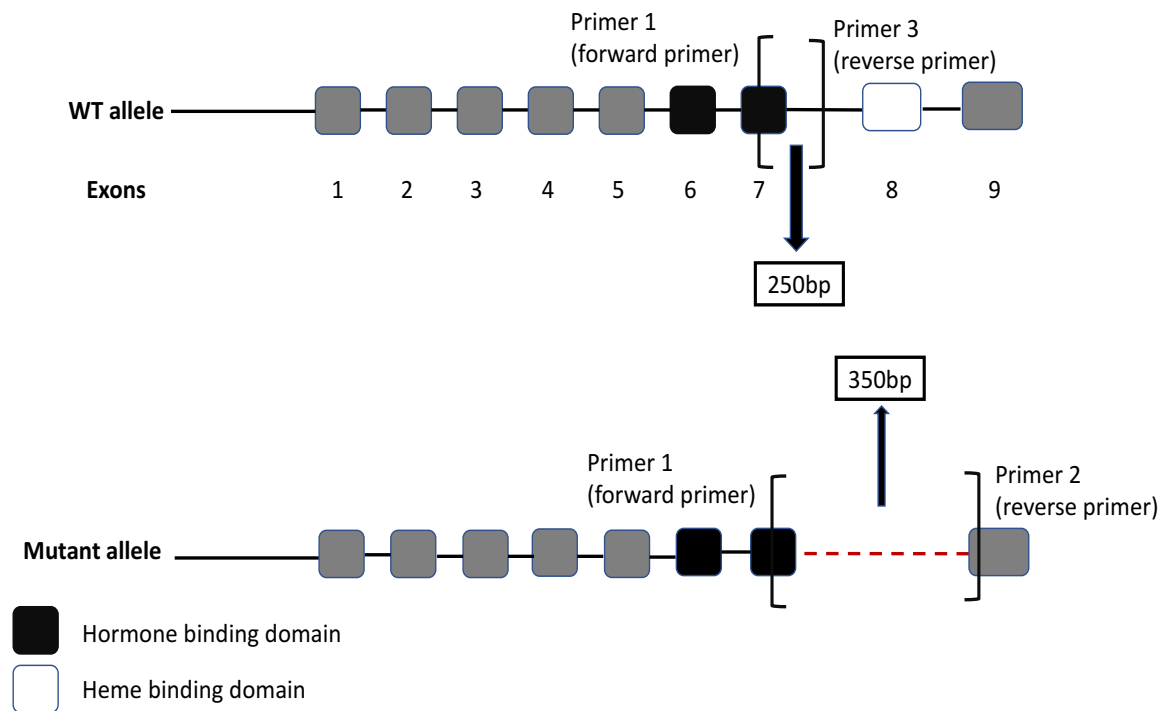 Primer 1
(forward primer)
Primer 3
(reverse primer)
WT allele
Exons
1
2
3
4
5
6
7
8
9
250bp
350bp
Primer 1
(forward primer)
Primer 2
(reverse primer)
Mutant allele
Hormone binding domain
Heme binding domain